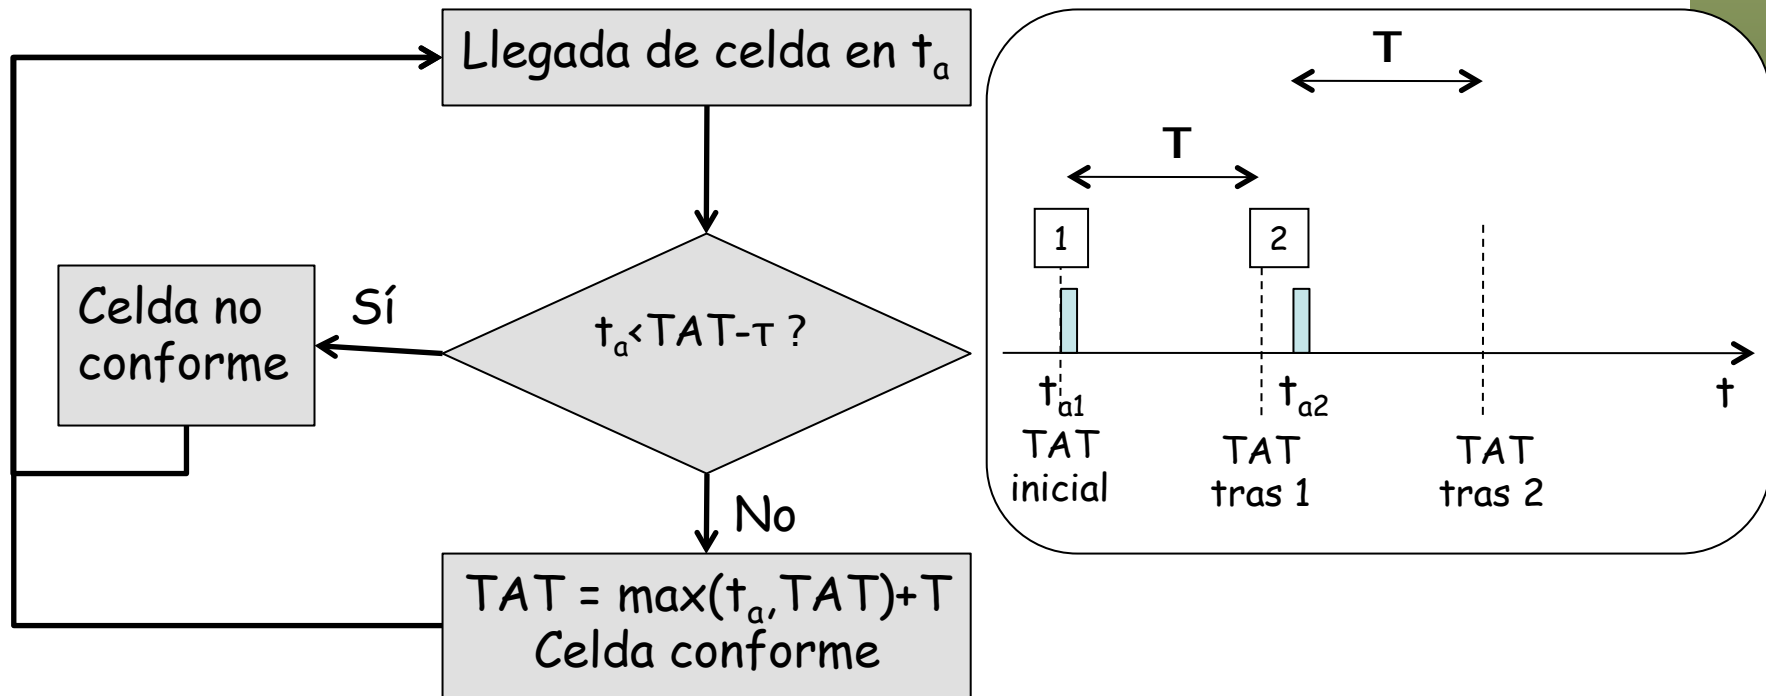 Llegada de celda en tₐ
tₐ<TAT-τ ?
Sí
Celda no
conforme
No
TAT = max(tₐ,TAT)+T
Celda conforme
T
T
1
2
tₐ₁
tₐ₂
t
TAT
inicial
TAT
tras 1
TAT
tras 2